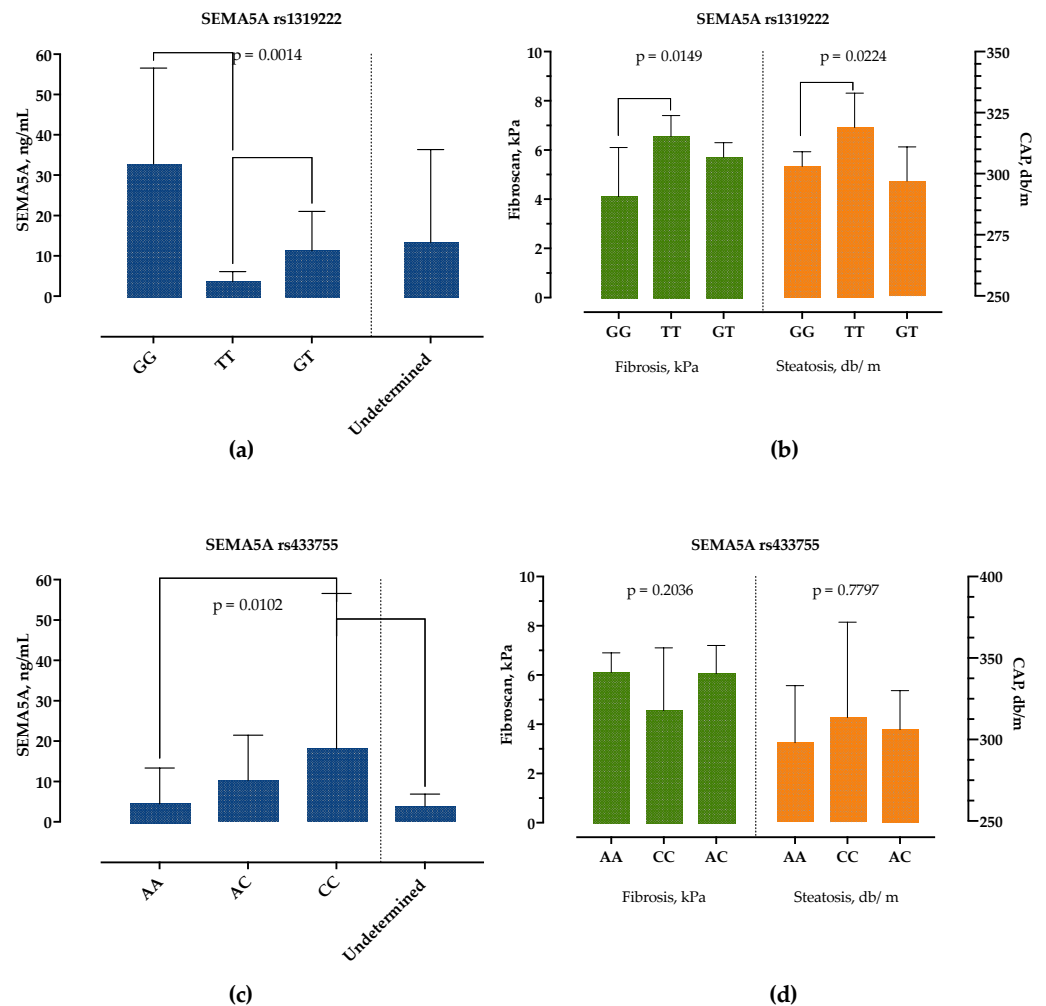 SEMA5A rs1319222
p = 0.0014
SEMA5A, ng/mL
60
50
40
30
20
10
0
GG
TT
GT
Undetermined
(a)
SEMA5A rs1319222
p = 0.0149
p = 0.0224
Fibroscan, kPa
10
8
6
4
2
0
350
325
300
275
250
CAP, db/m
GG
TT
GT
GG
TT
GT
Fibrosis, kPa
Steatosis, db/ m
(b)
SEMA5A rs433755
p = 0.0102
SEMA5A, ng/mL
60
50
40
30
20
10
0
AA
AC
CC
Undetermined
(c)
SEMA5A rs433755
p = 0.2036
p = 0.7797
Fibroscan, kPa
10
8
6
4
2
0
400
350
300
250
CAP, db/m
AA
CC
AC
AA
CC
AC
Fibrosis, kPa
Steatosis, db/ m
(d)